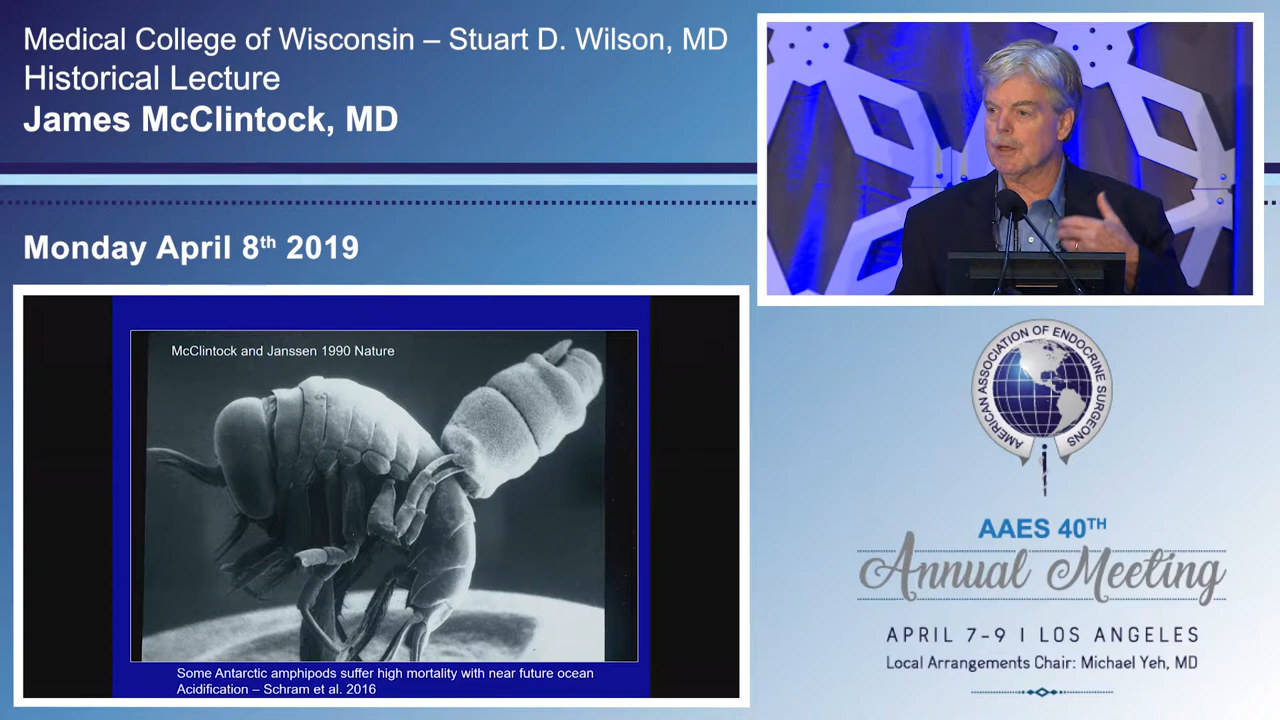 Medical College of Wisconsin – Stuart D. Wilson, MD
Historical Lecture
James McClintock, MD
Monday April 8th 2019
McClintock and Janssen 1990 Nature
Some Antarctic amphipods suffer high mortality with near future ocean
Acidification – Schram et al. 2016
AMERICAN ASSOCIATION OF ENDOCRINE SURGEONS
AAES 40TH
Annual Meeting
APRIL 7-9 I LOS ANGELES
Local Arrangements Chair: Michael Yeh, MD